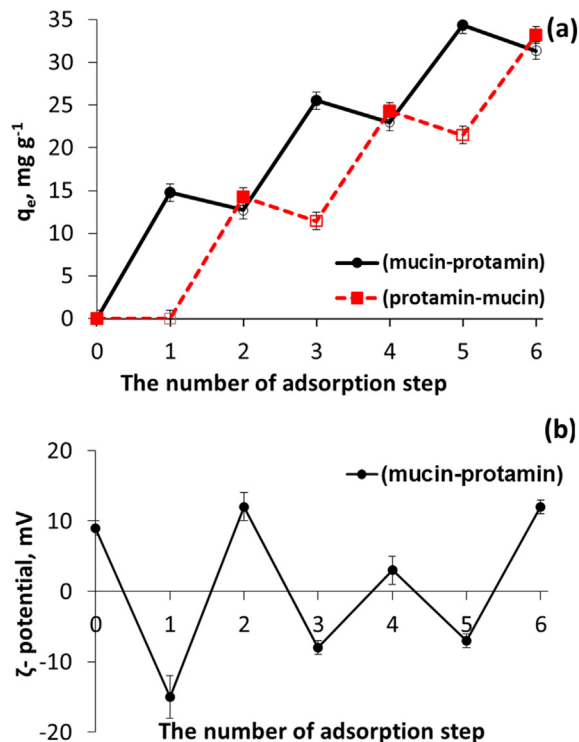 (a)
35
30
25
20
15
10
5
0
qe, mg g-1
(mucin-protamin)
(protamin-mucin)
0 1 2 3 4 5 6
The number of adsorption step
(b)
20
10
0
-10
-20
ζ- potential, mV
(mucin-protamin)
0 1 2 3 4 5 6
The number of adsorption step